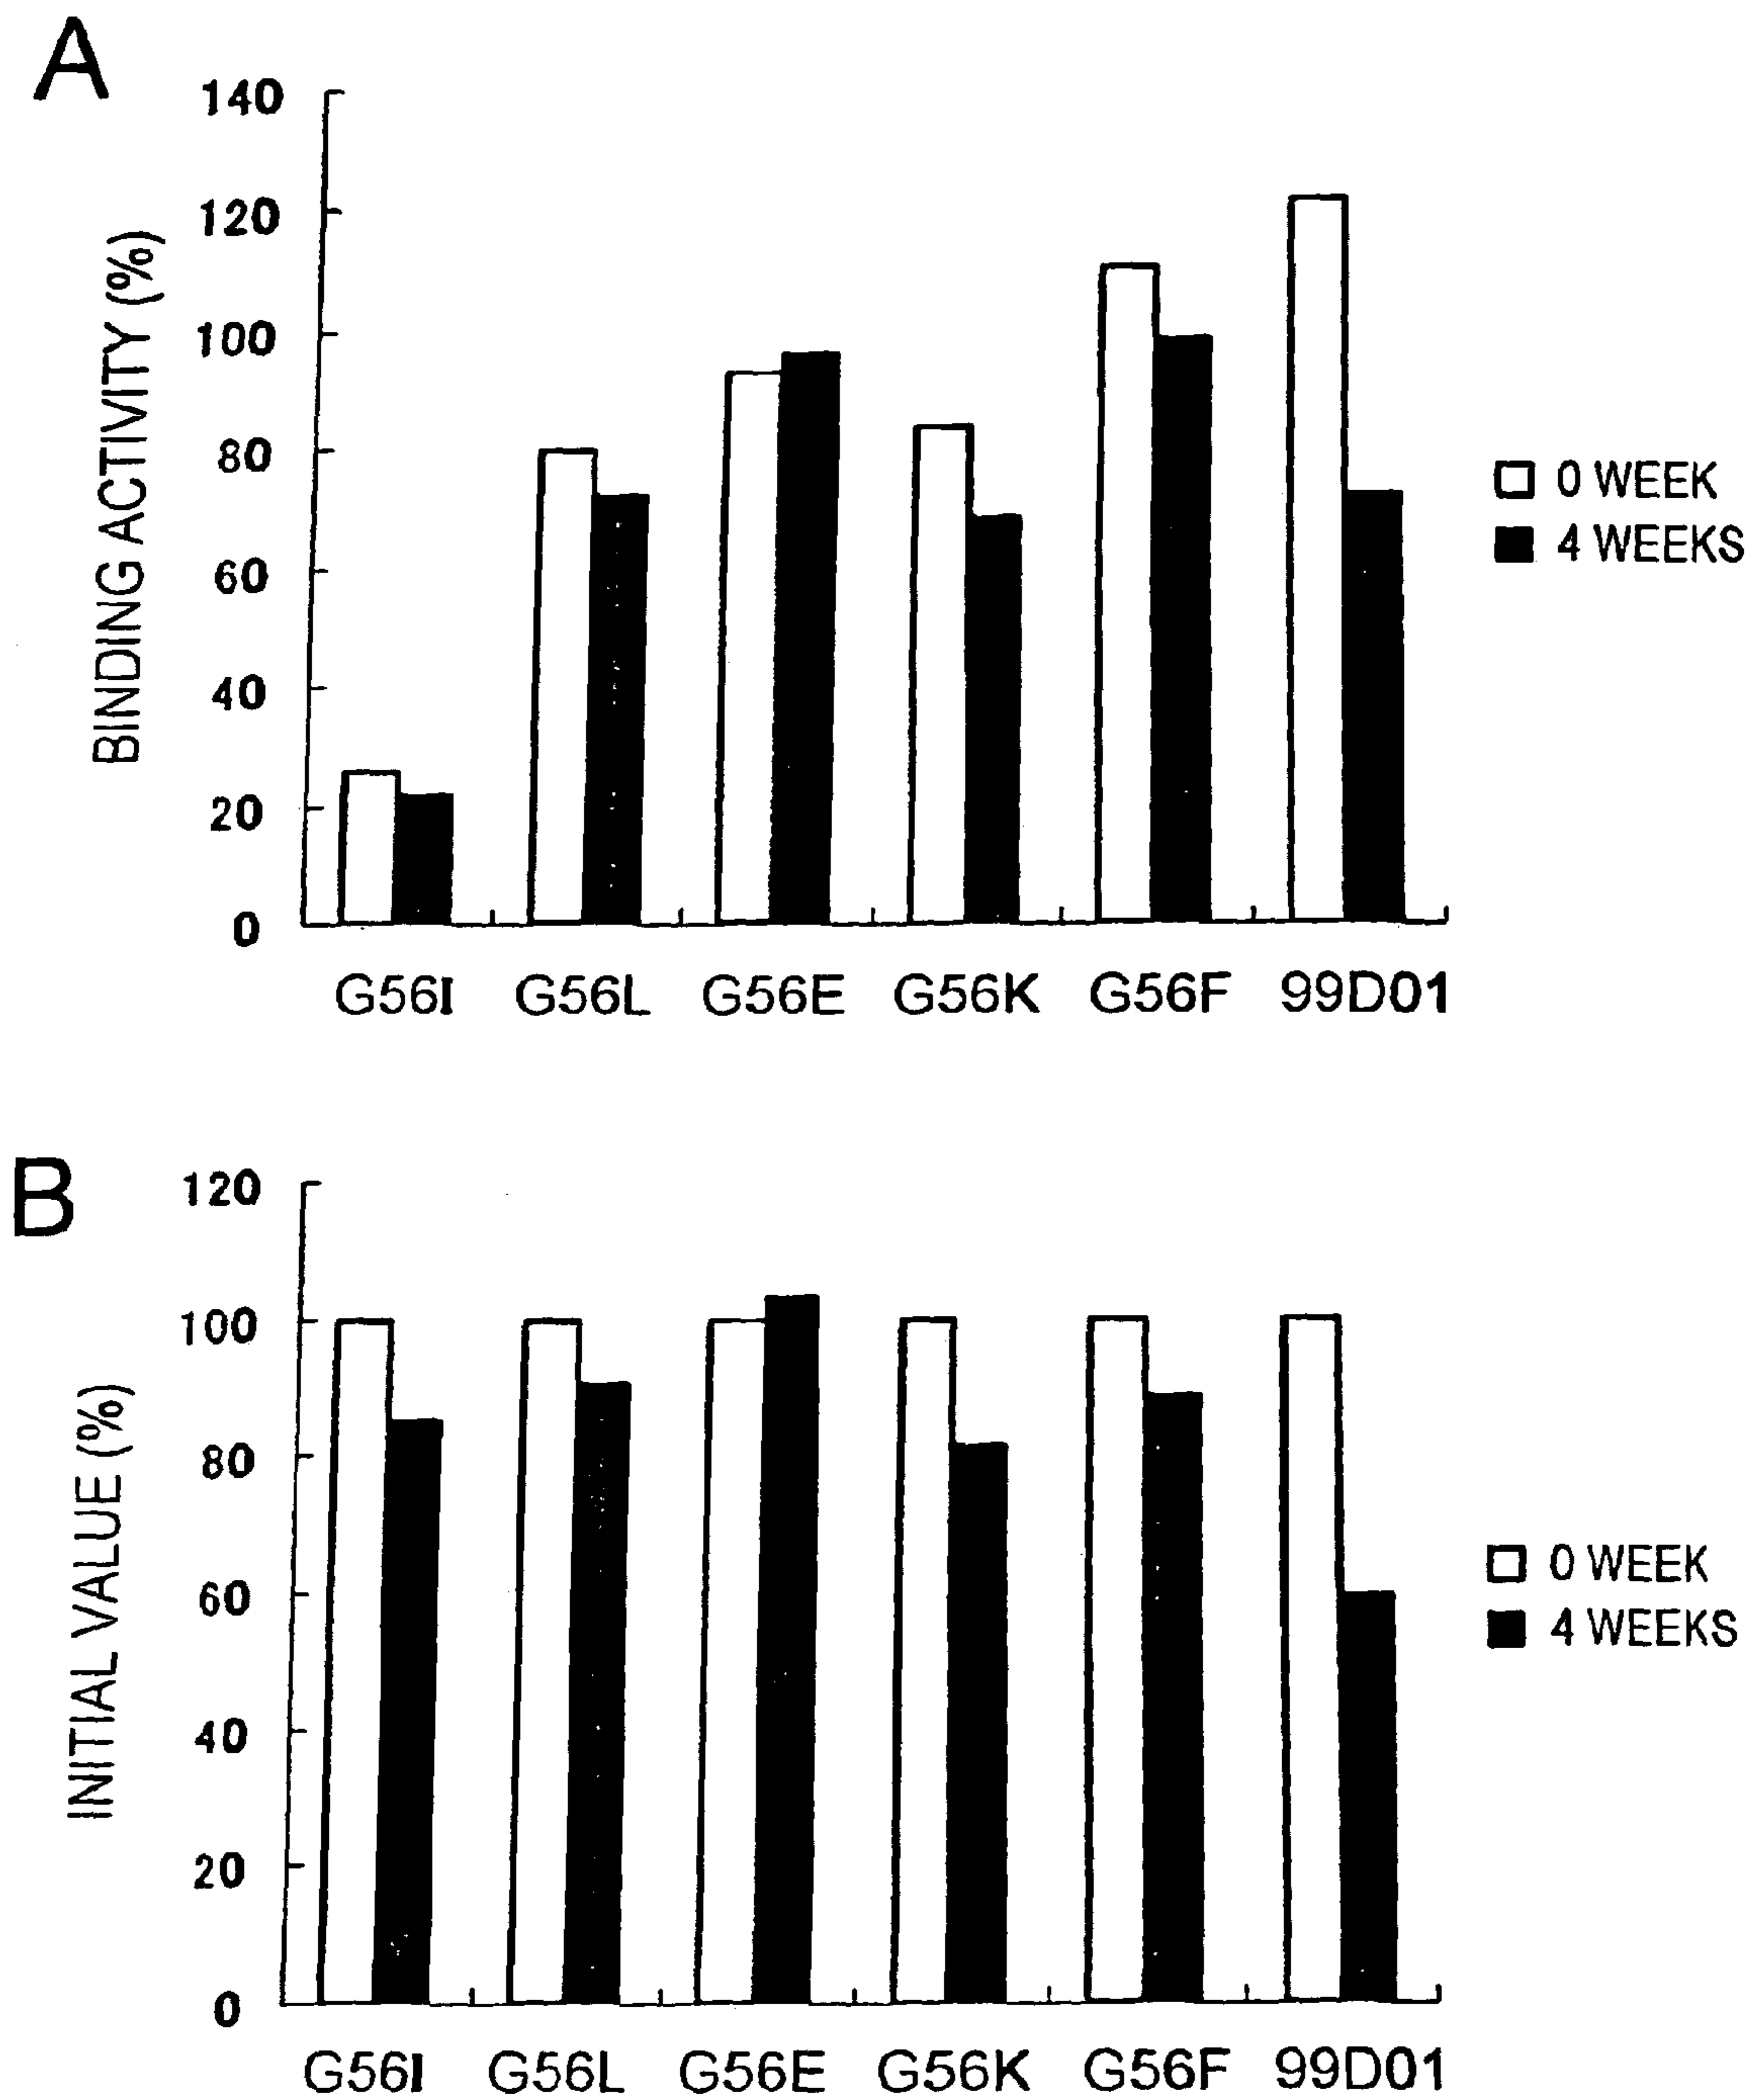 A
140
120
100
80
60
40
20
0
BINDING ACTIVITY (%)
G56I G56L G56E G56K G56F 99D01
0 WEEK
4 WEEKS
B
120
100
80
60
40
20
0
INITIAL VALUE (%)
G56I G56L G56E G56K G56F 99D01
0 WEEK
4 WEEKS